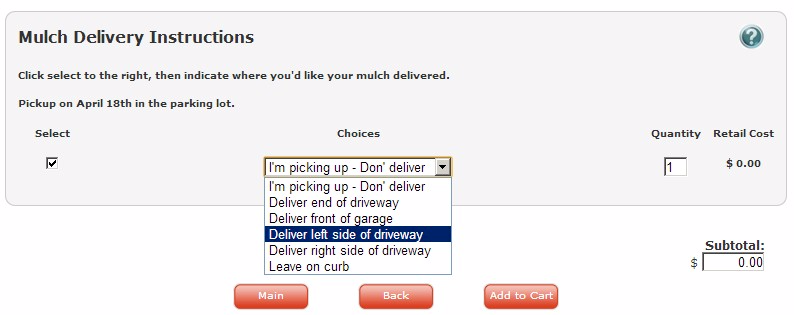 Mulch Delivery Instructions
?
Click select to the right, then indicate where you'd like your mulch delivered.
Pickup on April 18th in the parking lot.
Select Choices Quantity Retail Cost
I'm picking up - Don' deliver 1 $ 0.00
I'm picking up - Don' deliver
Deliver end of driveway
Deliver front of garage
Deliver left side of driveway
Deliver right side of driveway
Leave on curb
Subtotal:
$ 0.00
Main Back Add to Cart